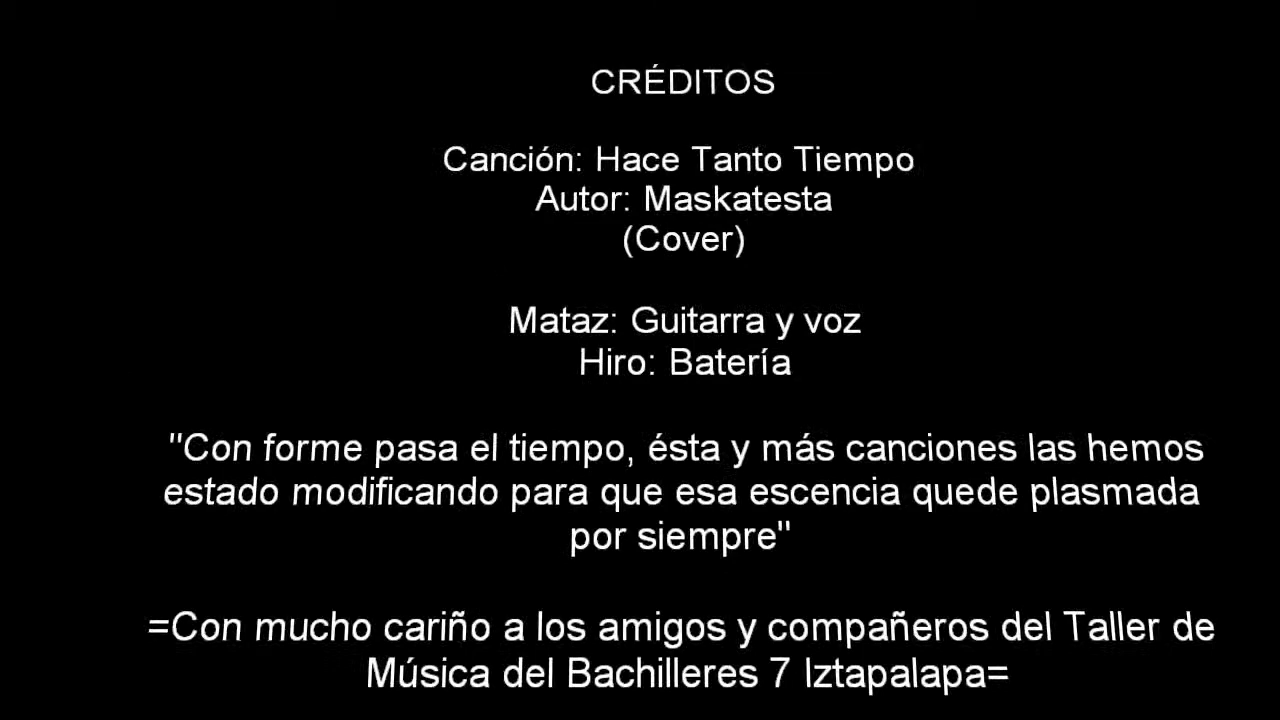 CRÉDITOS
Canción: Hace Tanto Tiempo
Autor: Maskatesta
(Cover)
Mataz: Guitarra y voz
Hiro: Batería
"Con forme pasa el tiempo, ésta y más canciones las hemos
estado modificando para que esa escencia quede plasmada
por siempre"
=Con mucho cariño a los amigos y compañeros del Taller de
Música del Bachilleres 7 Iztapalapa=